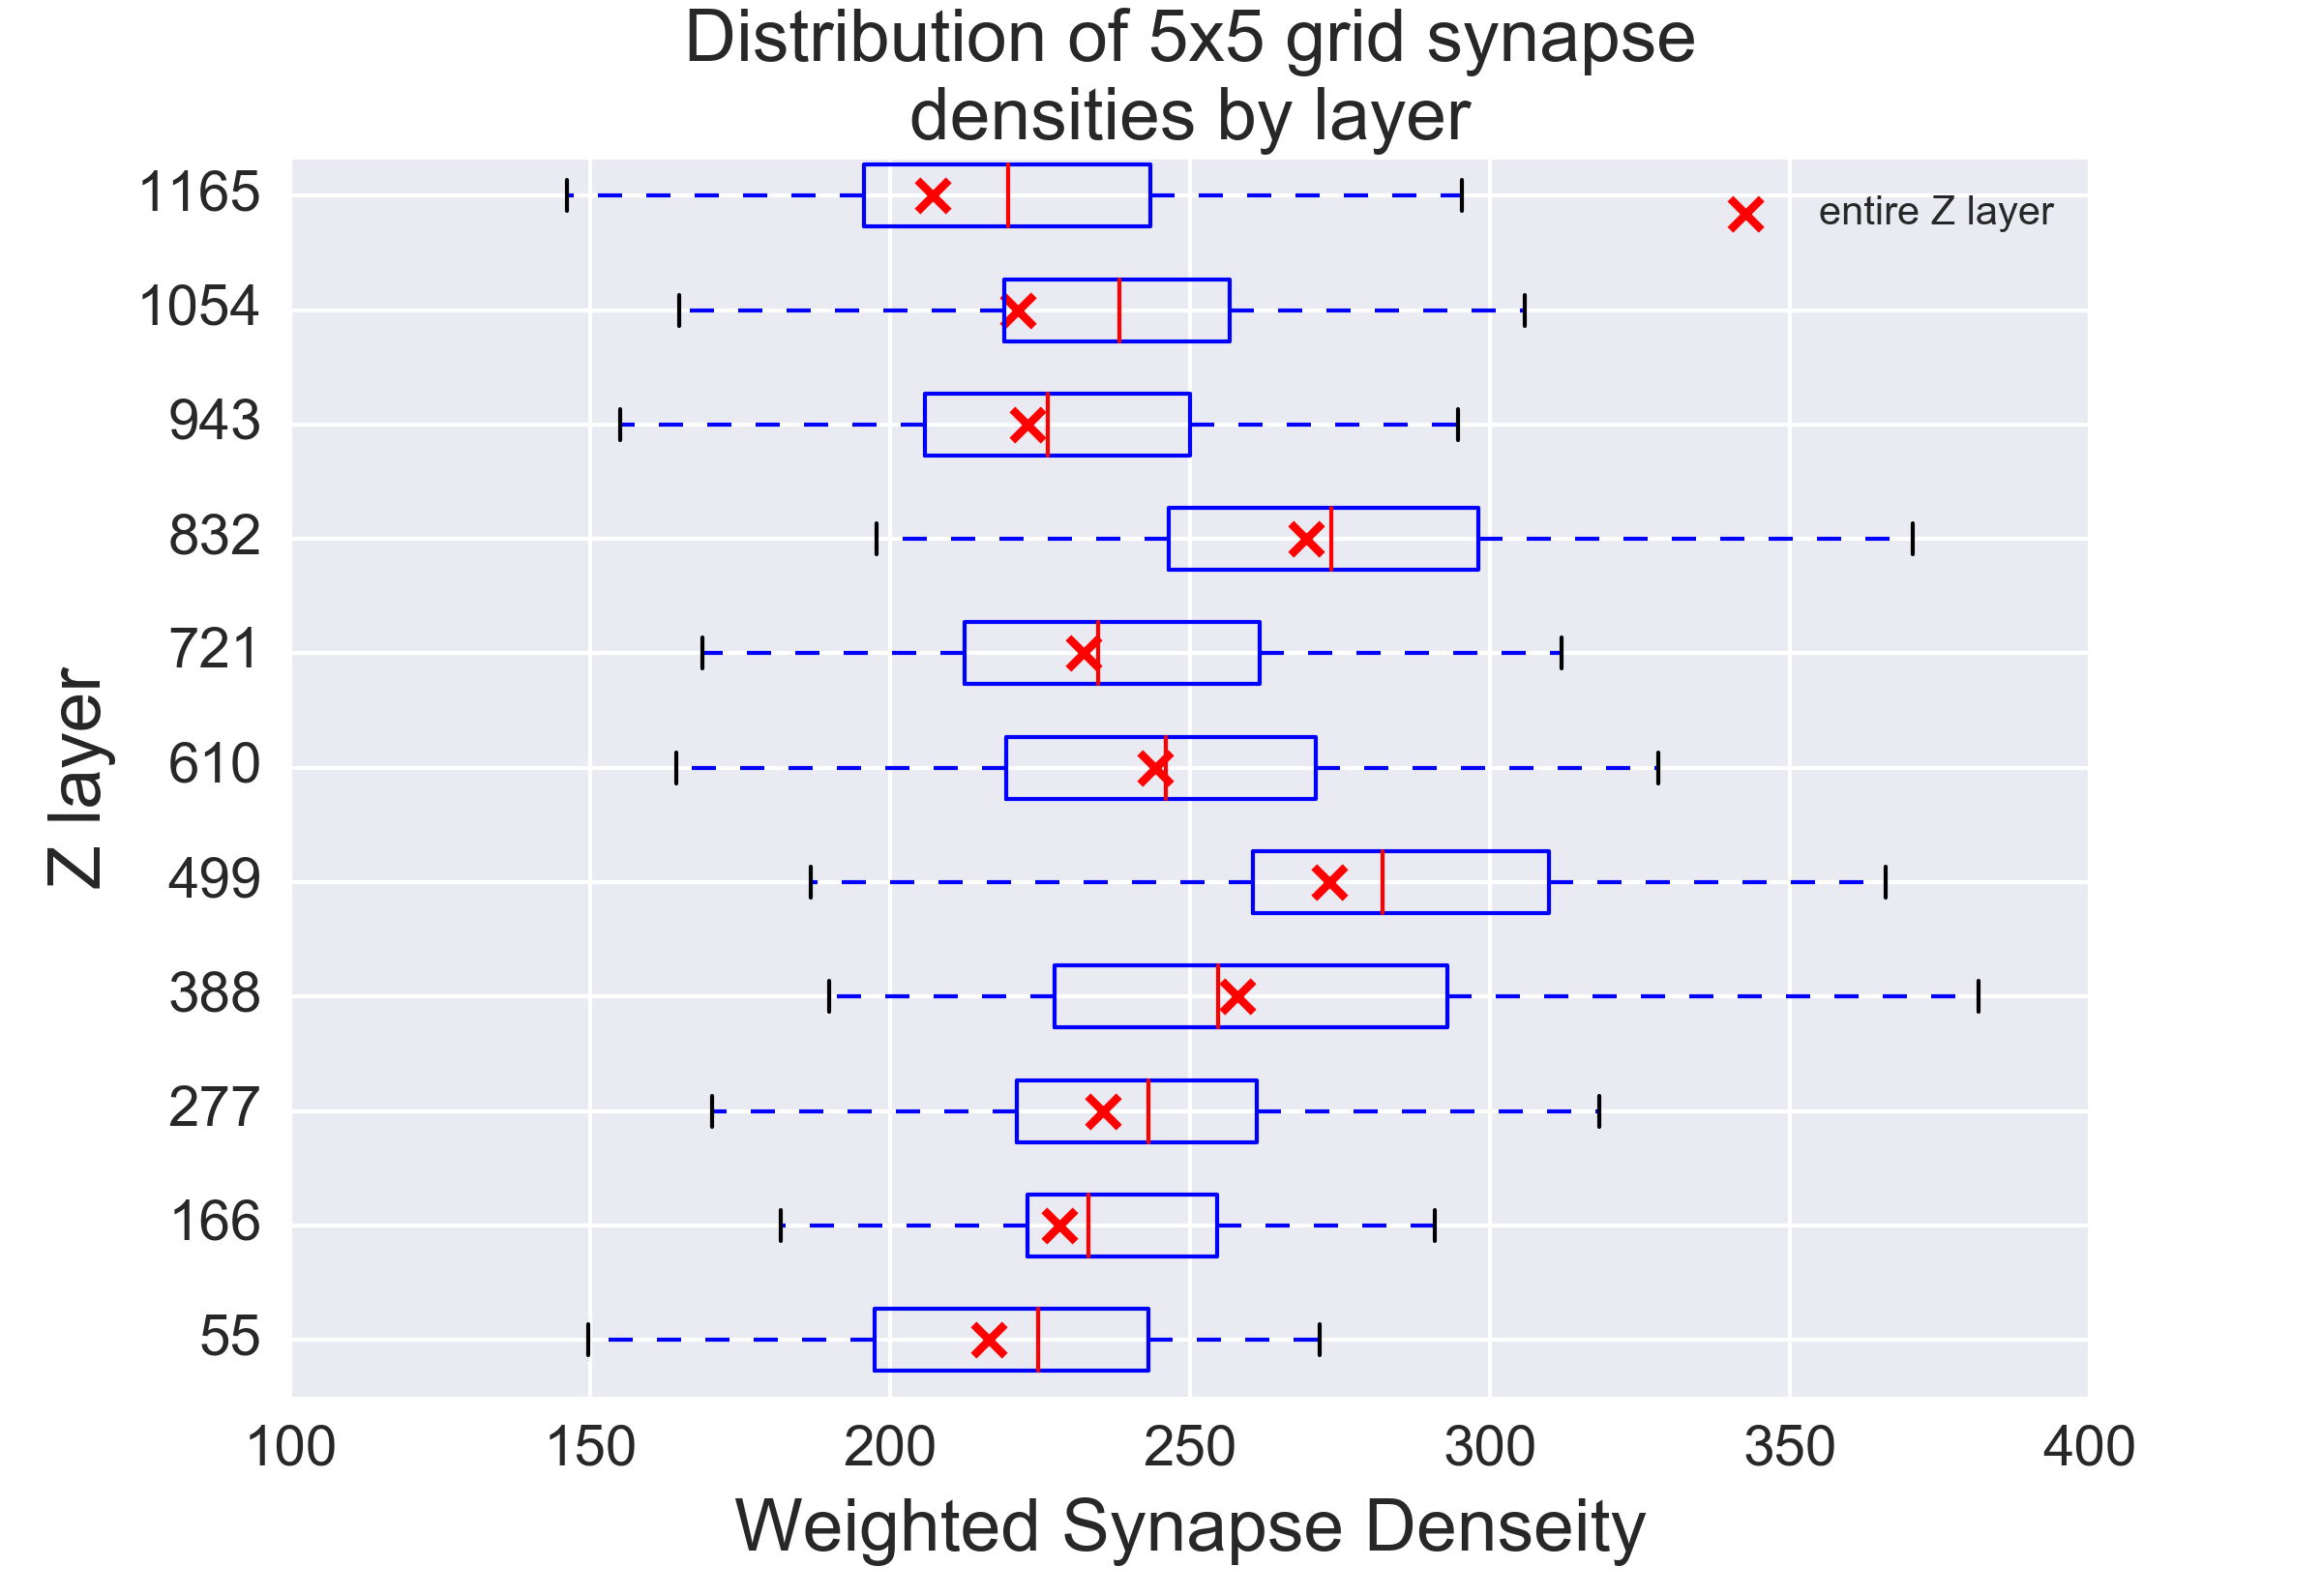 Distribution of 5x5 grid synapse
densities by layer
1165
entire Z layer
1054
943
832
721
610
499
388
277
166
55
Z layer
100 150 200 250 300 350 400
Weighted Synapse Denseity